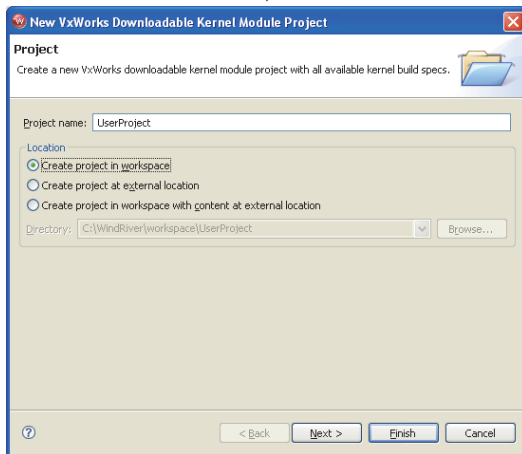 New VxWorks Downloadable Kernel Module Project
Project
Create a new VxWorks downloadable kernel module project with all available kernel build specs.
Project name: UserProject
Location
Create project in workspace
Create project at external location
Create project in workspace with content at external location
Directory: C:\WindRiver\workspace\UserProject Browse...
< Back Next > Finish Cancel